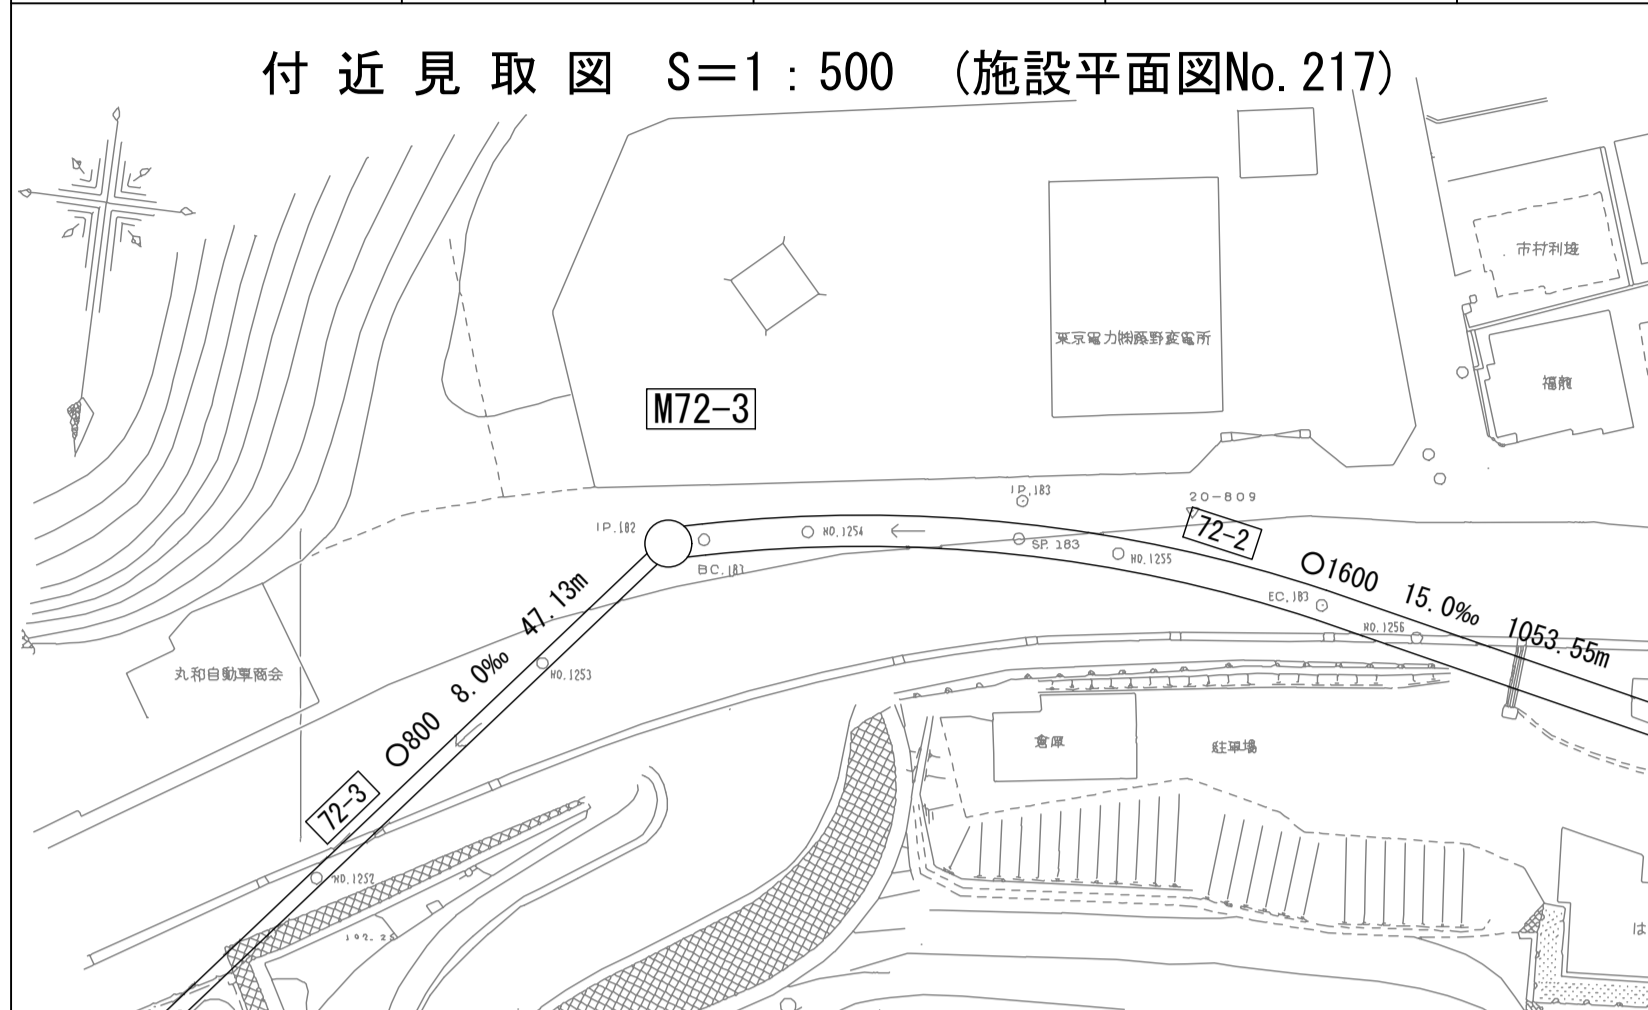 付近見取図 S=1:500 (施設平面図No.217)
市村利雄
東京電力㈱藤野変電所
福龍
M72-3
IP.183
20-809
IP.182
NO.1254
SP.183
72-2
NO.1255
BC.183
○1600 15.0‰ 1053.55m
EC.183
NO.1256
○800 8.0‰ 47.13m
NO.1253
丸和自動車商会
倉庫
駐車場
72-3
NO.1252
は